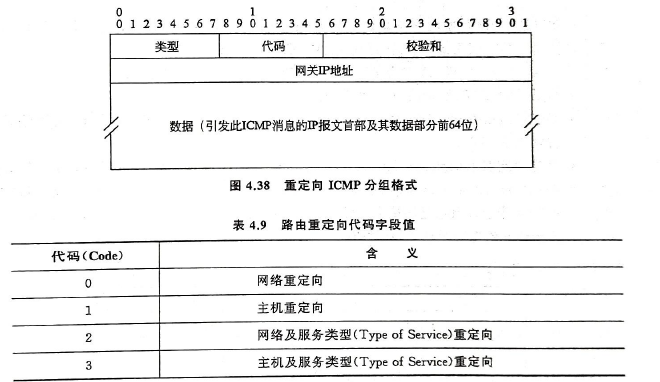 0 1 2 3
0 1 2 3 4 5 6 7 8 9 0 1 2 3 4 5 6 7 8 9 0 1 2 3 4 5 6 7 8 9 0 1
类型 代码 校验和
网关IP地址
数据（引发此ICMP消息的IP报文首部及其数据部分前64位）
图 4.38 重定向 ICMP 分组格式
表 4.9 路由重定向代码字段值
代码(Code) 含 义
0 网络重定向
1 主机重定向
2 网络及服务类型(Type of Service)重定向
3 主机及服务类型(Type of Service)重定向